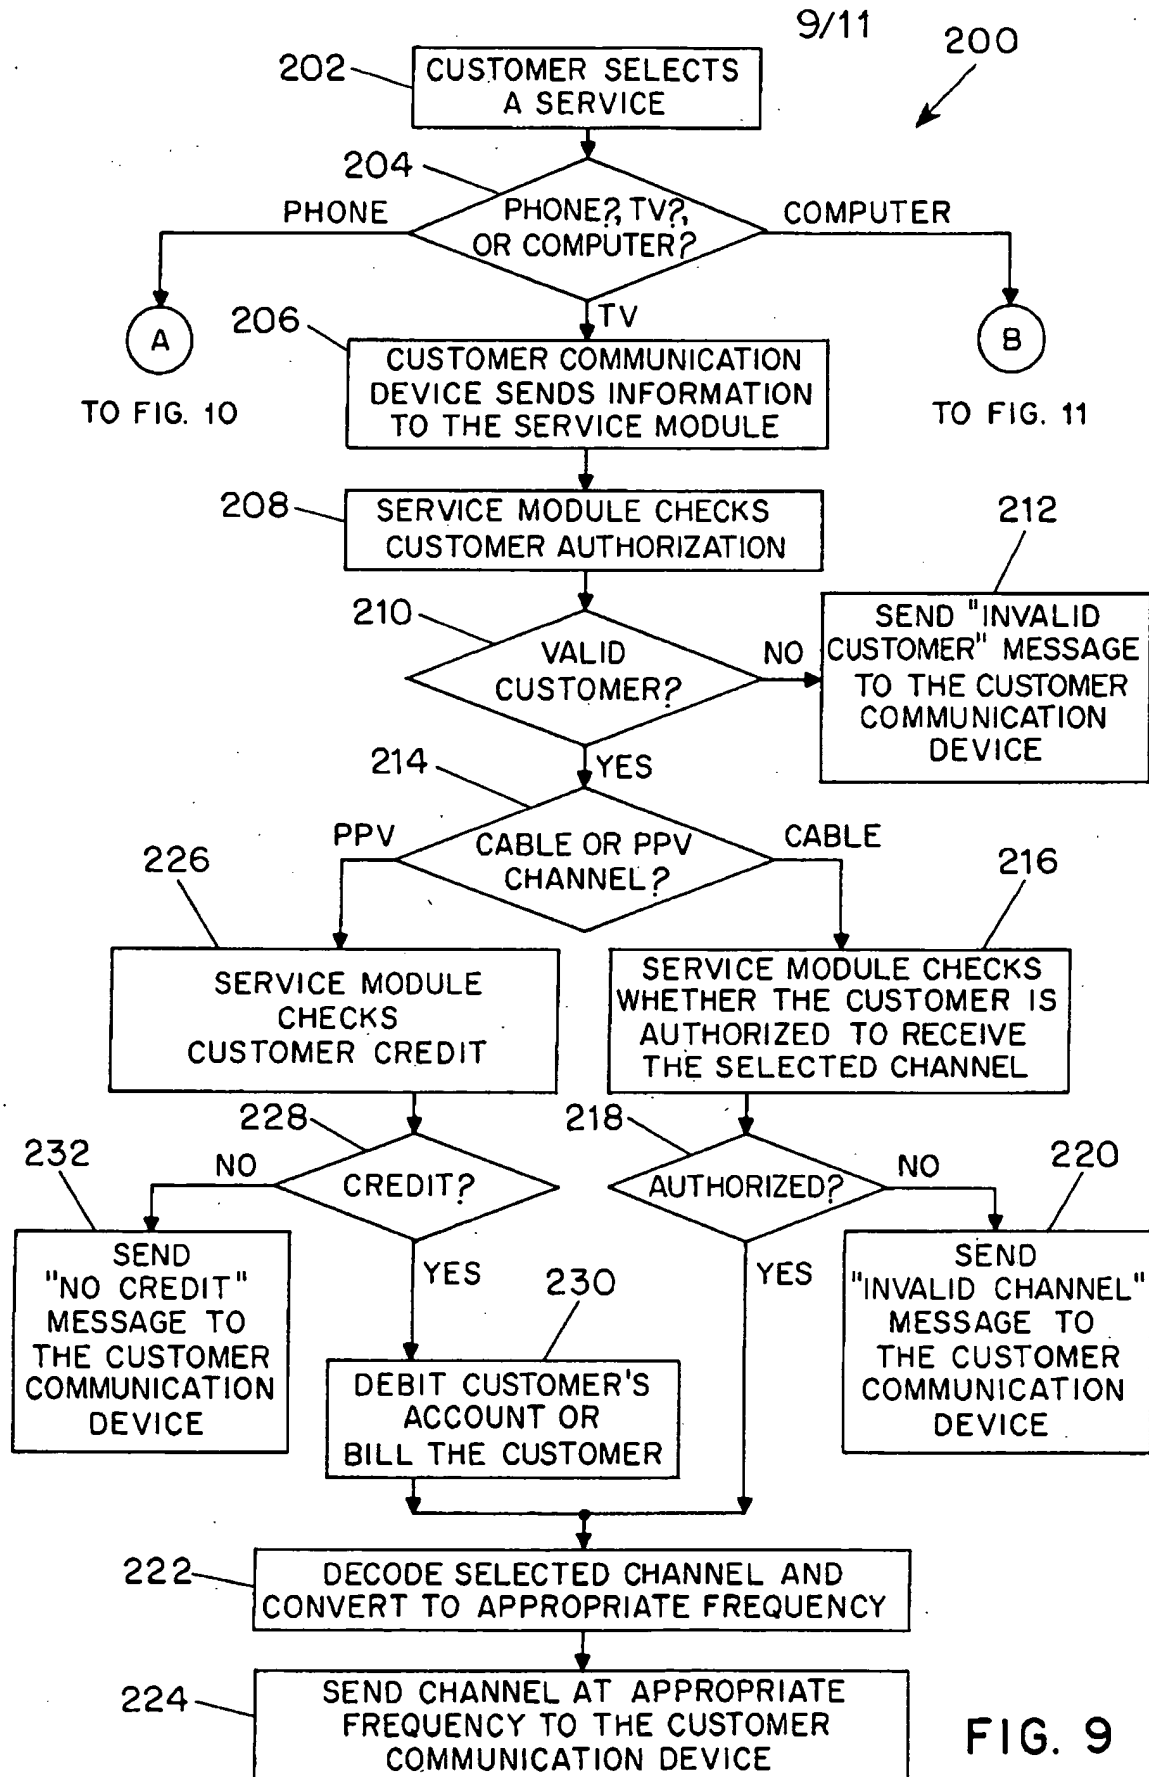 9/11
200
202
CUSTOMER SELECTS
A SERVICE
204
PHONE
PHONE?, TV?,
OR COMPUTER?
COMPUTER
TV
A
TO FIG. 10
B
TO FIG. 11
206
CUSTOMER COMMUNICATION
DEVICE SENDS INFORMATION
TO THE SERVICE MODULE
208
SERVICE MODULE CHECKS
CUSTOMER AUTHORIZATION
210
VALID
CUSTOMER?
NO
YES
212
SEND "INVALID
CUSTOMER" MESSAGE
TO THE CUSTOMER
COMMUNICATION
DEVICE
214
PPV
CABLE OR PPV
CHANNEL?
CABLE
226
SERVICE MODULE
CHECKS
CUSTOMER CREDIT
216
SERVICE MODULE CHECKS
WHETHER THE CUSTOMER IS
AUTHORIZED TO RECEIVE
THE SELECTED CHANNEL
228
NO
CREDIT?
YES
218
AUTHORIZED?
NO
YES
232
SEND
"NO CREDIT"
MESSAGE TO
THE CUSTOMER
COMMUNICATION
DEVICE
230
DEBIT CUSTOMER'S
ACCOUNT OR
BILL THE CUSTOMER
220
SEND
"INVALID CHANNEL"
MESSAGE TO
THE CUSTOMER
COMMUNICATION
DEVICE
222
DECODE SELECTED CHANNEL AND
CONVERT TO APPROPRIATE FREQUENCY
224
SEND CHANNEL AT APPROPRIATE
FREQUENCY TO THE CUSTOMER
COMMUNICATION DEVICE
FIG. 9